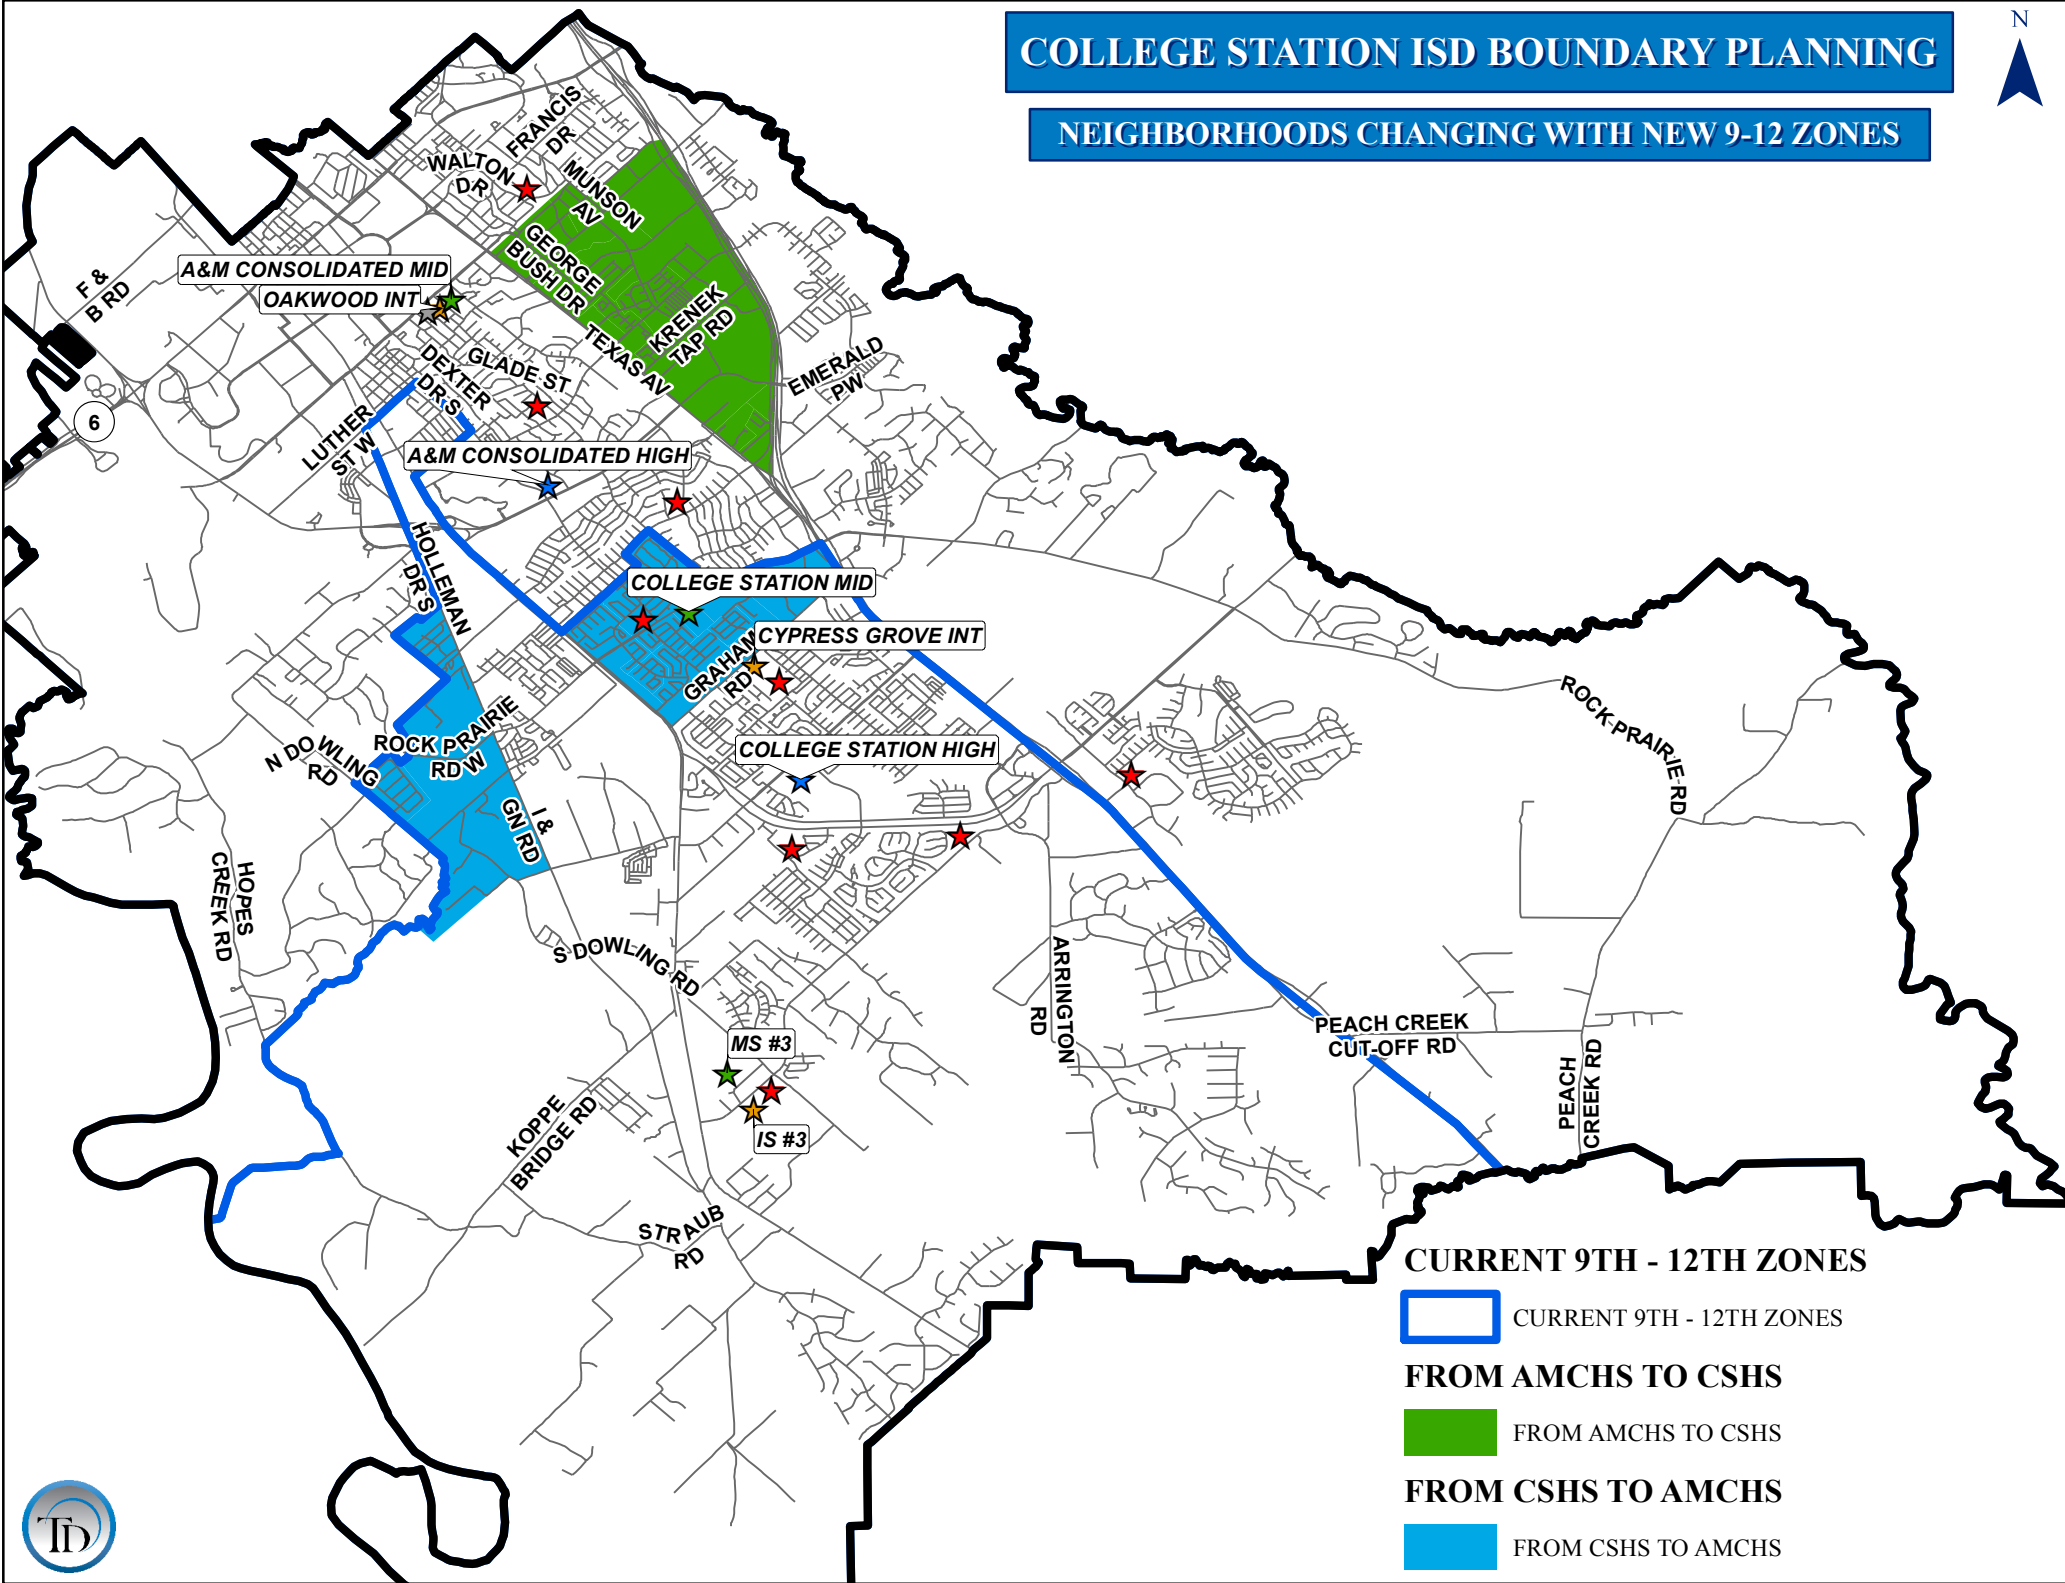 COLLEGE STATION ISD BOUNDARY PLANNING
NEIGHBORHOODS CHANGING WITH NEW 9-12 ZONES
N
FRANCIS
DR
WALTON
DR
MUNSON
AV
GEORGE
BUSH DR
A&M CONSOLIDATED MID
OAKWOOD INT
F &
B RD
KRENEK
TAP RD
TEXAS AV
GLADE ST
DEXTER
DR S
EMERALD
PW
6
LUTHER
ST W
A&M CONSOLIDATED HIGH
HOLLEMAN
DR S
COLLEGE STATION MID
CYPRESS GROVE INT
GRAHAM
RD
ROCK PRAIRIE
RD W
N DOWLING
RD
COLLEGE STATION HIGH
ROCK PRAIRIE RD
I &
GN RD
HOPES
CREEK RD
S DOWLING RD
ARRINGTON
RD
PEACH CREEK
CUT-OFF RD
PEACH
CREEK RD
MS #3
IS #3
KOPPE
BRIDGE RD
STRAUB
RD
CURRENT 9TH - 12TH ZONES
CURRENT 9TH - 12TH ZONES
FROM AMCHS TO CSHS
FROM AMCHS TO CSHS
FROM CSHS TO AMCHS
FROM CSHS TO AMCHS
TD